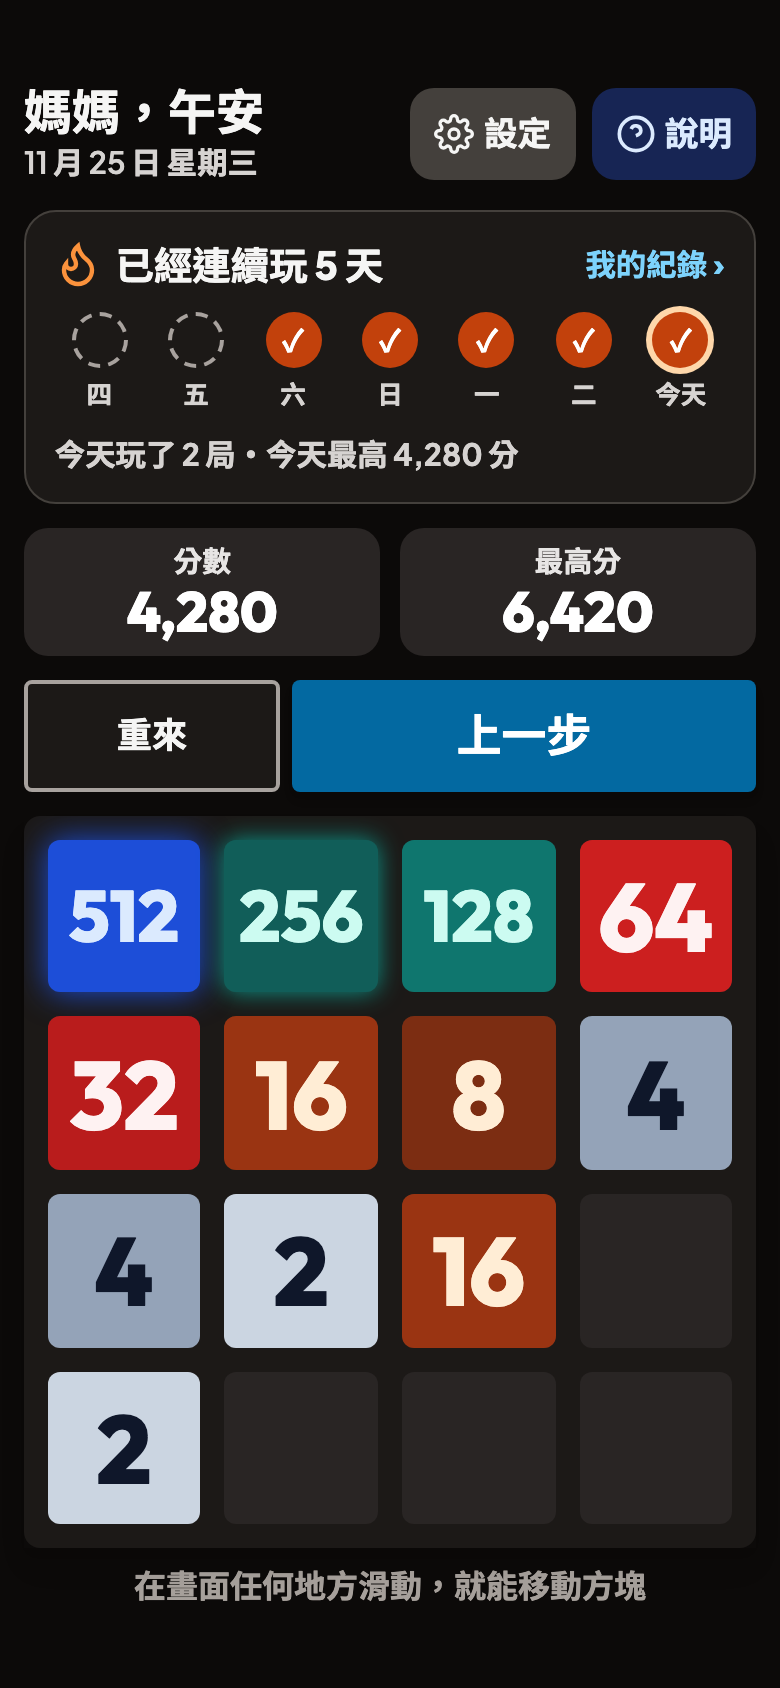 媽媽，午安
11 月 25 日 星期三
設定
說明
已經連續玩 5 天
我的紀錄 ›
四 五 六 日 一 二 今天
今天玩了 2 局・今天最高 4,280 分
分數
4,280
最高分
6,420
重來
上一步
512 256 128 64
32 16 8 4
4 2 16
2
在畫面任何地方滑動，就能移動方塊